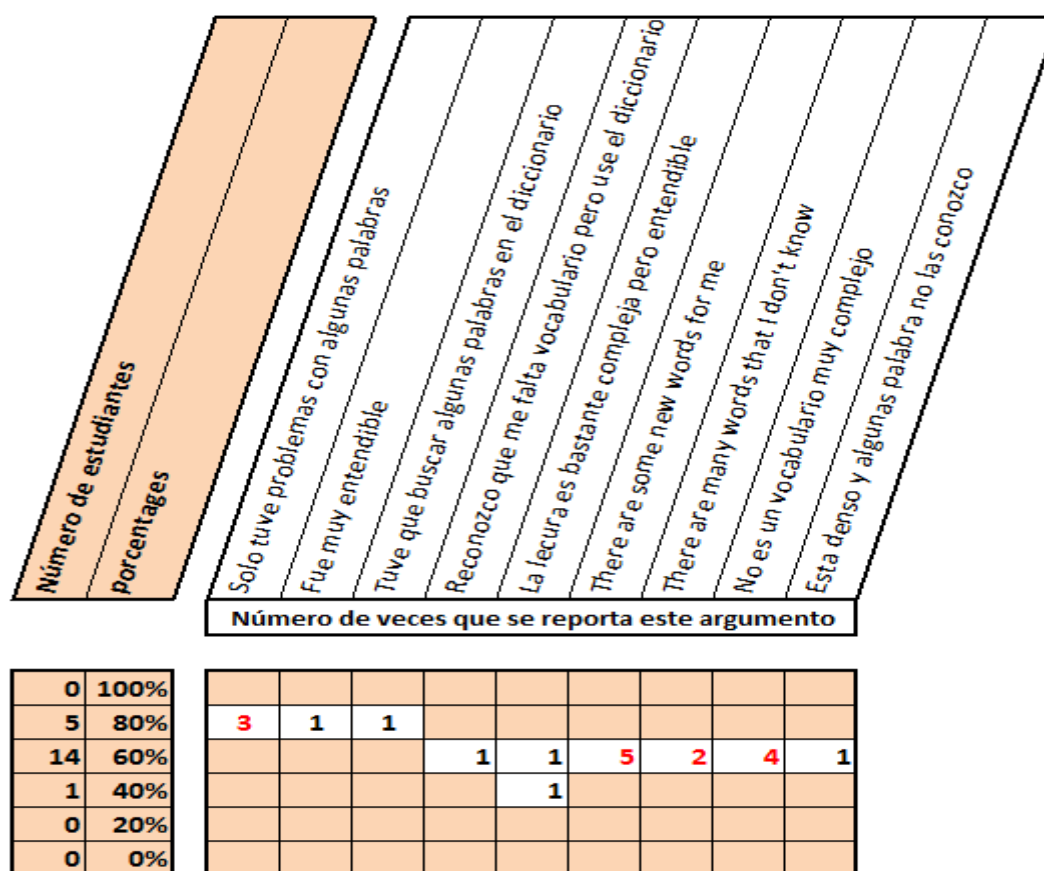 Número de estudiantes
porcentages
Solo tuve problemas con algunas palabras
Fue muy entendible
Tuve que buscar algunas palabras en el diccionario
Reconozco que me falta vocabulario pero use el diccionario
La lecura es bastante compleja pero entendible
There are some new words for me
There are many words that I don't know
No es un vocabulario muy complejo
Esta denso y algunas palabra no las conozco
Número de veces que se reporta este argumento
0 100%
5 80% 3 1 1
14 60% 1 1 5 2 4 1
1 40% 1
0 20%
0 0%